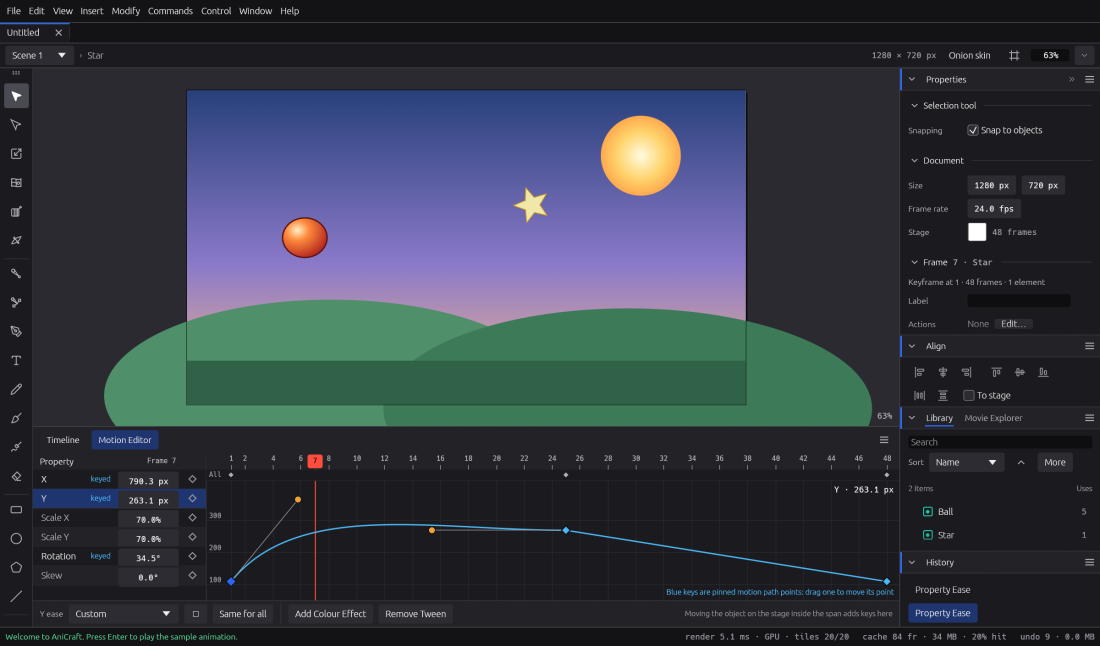 File Edit View Insert Modify Commands Control Window Help
Untitled
Scene 1 › Star 1280 × 720 px Onion skin 63%
Properties
Selection tool
Snapping Snap to objects
Document
Size 1280 px 720 px
Frame rate 24.0 fps
Stage 48 frames
Frame 7 · Star
Keyframe at 1 · 48 frames · 1 element
Label
Actions None Edit...
Align
To stage
63%
Library Movie Explorer
Search
Sort Name More
2 items Uses
Ball 5
Star 1
History
Property Ease
Property Ease
Timeline Motion Editor
Property Frame 7
1 2 4 6 7 8 10 12 14 16 18 20 22 24 26 28 30 32 34 36 38 40 42 44 46 48
All
X keyed 790.3 px
Y keyed 263.1 px
Scale X 70.0%
Scale Y 70.0%
Rotation keyed 34.5°
Skew 0.0°
Y · 263.1 px
300
200
100
Blue keys are pinned motion path points: drag one to move its point
Y ease Custom Same for all Add Colour Effect Remove Tween Moving the object on the stage inside the span adds keys here
Welcome to AniCraft. Press Enter to play the sample animation. render 5.1 ms · GPU · tiles 20/20 cache 84 fr · 34 MB · 20% hit undo 9 · 0.0 MB